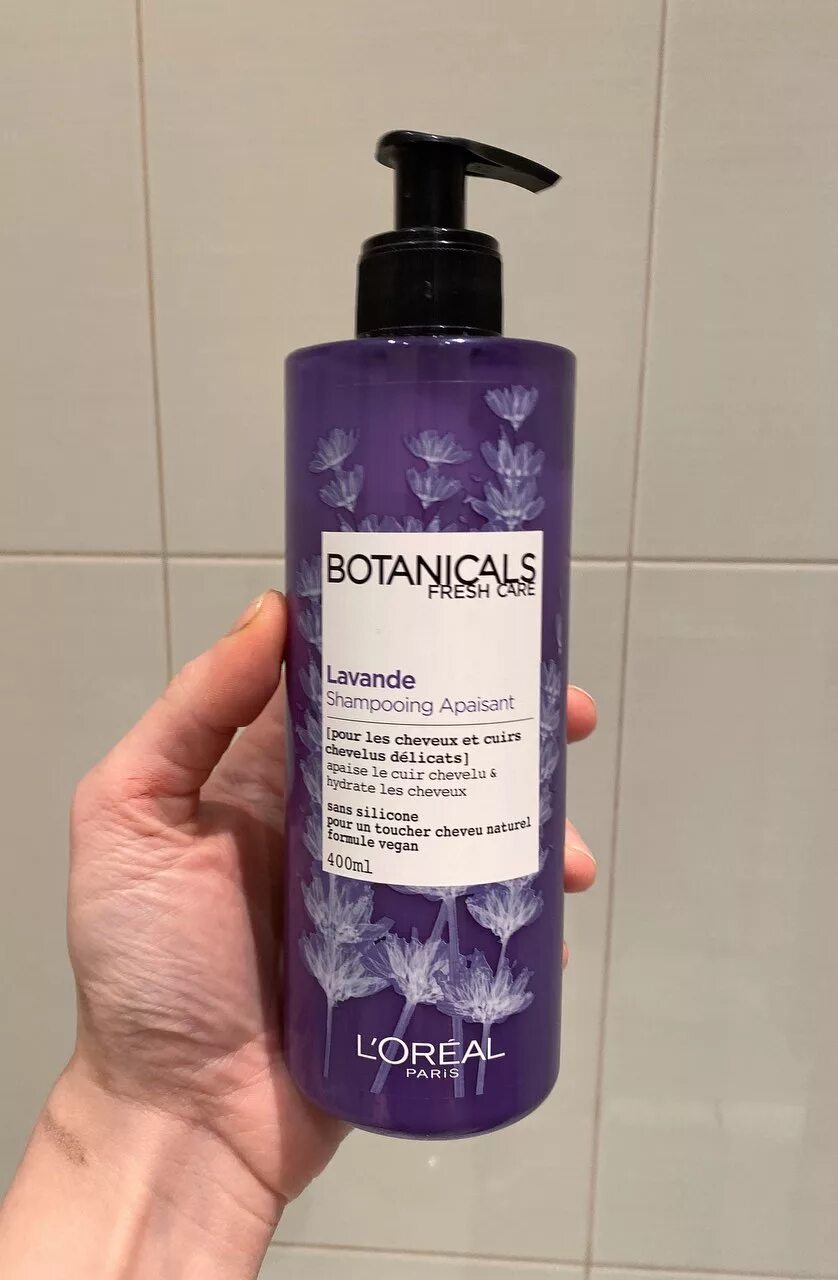 BOTANICALS
FRESH CARE
Lavande
Shampooing Apaisant
[pour les cheveux et cuirs
chevelus délicats]
apaise le cuir chevelu &
hydrate les cheveux
sans silicone
pour un toucher cheveu naturel
formule vegan
400ml
L'ORÉAL
PARiS